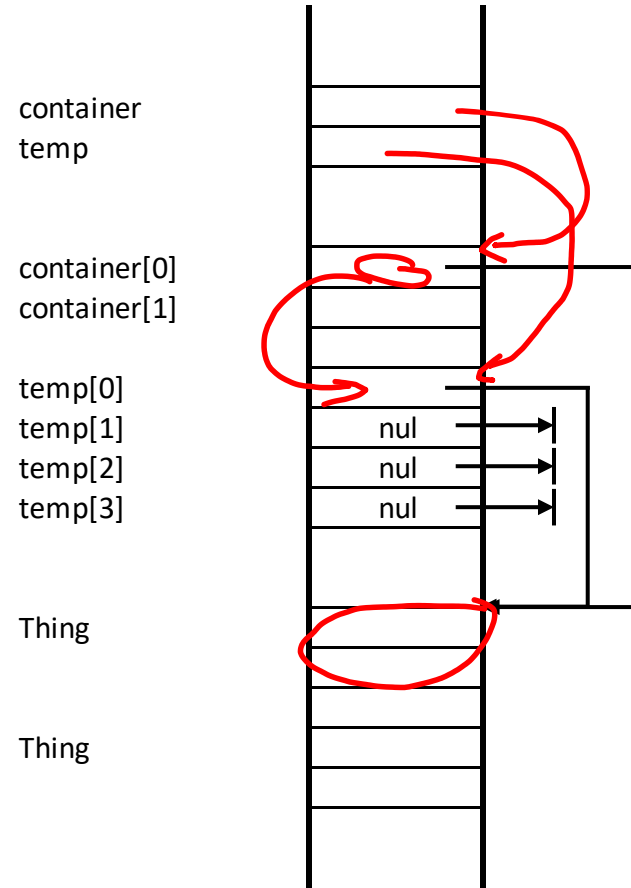 container
temp
container[0]
container[1]
temp[0]
temp[1] nul
temp[2] nul
temp[3] nul
Thing
Thing